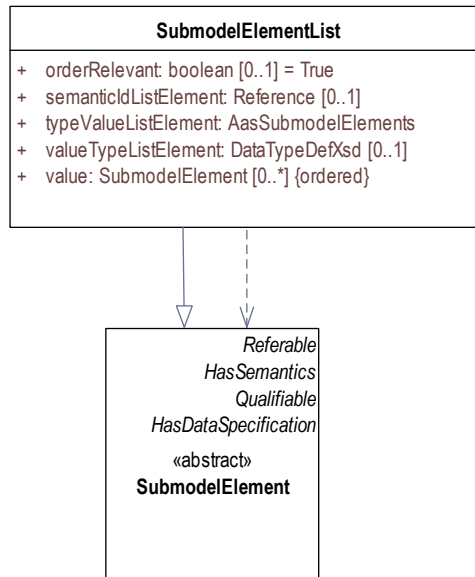 SubmodelElementList
+ orderRelevant: boolean [0..1] = True
+ semanticIdListElement: Reference [0..1]
+ typeValueListElement: AasSubmodelElements
+ valueTypeListElement: DataTypeDefXsd [0..1]
+ value: SubmodelElement [0..*] {ordered}
Referable
HasSemantics
Qualifiable
HasDataSpecification
«abstract»
SubmodelElement